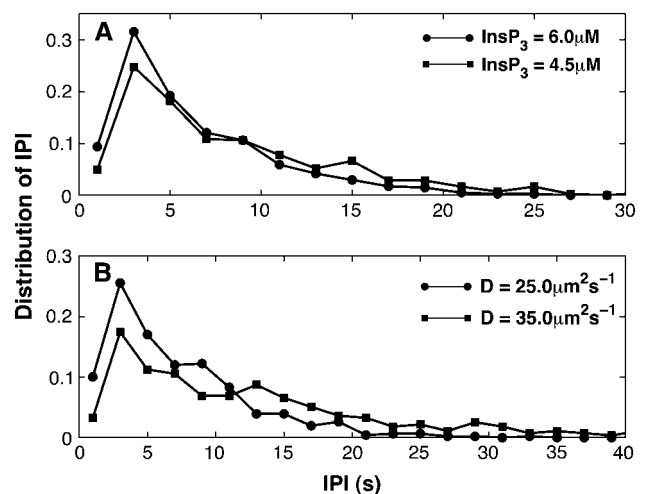 A
InsP₃ = 6.0μM
InsP₃ = 4.5μM
0.3
0.2
0.1
0
0 5 10 15 20 25 30
Distribution of IPI
B
D = 25.0μm²s⁻¹
D = 35.0μm²s⁻¹
0.3
0.2
0.1
0
0 5 10 15 20 25 30 35 40
IPI (s)